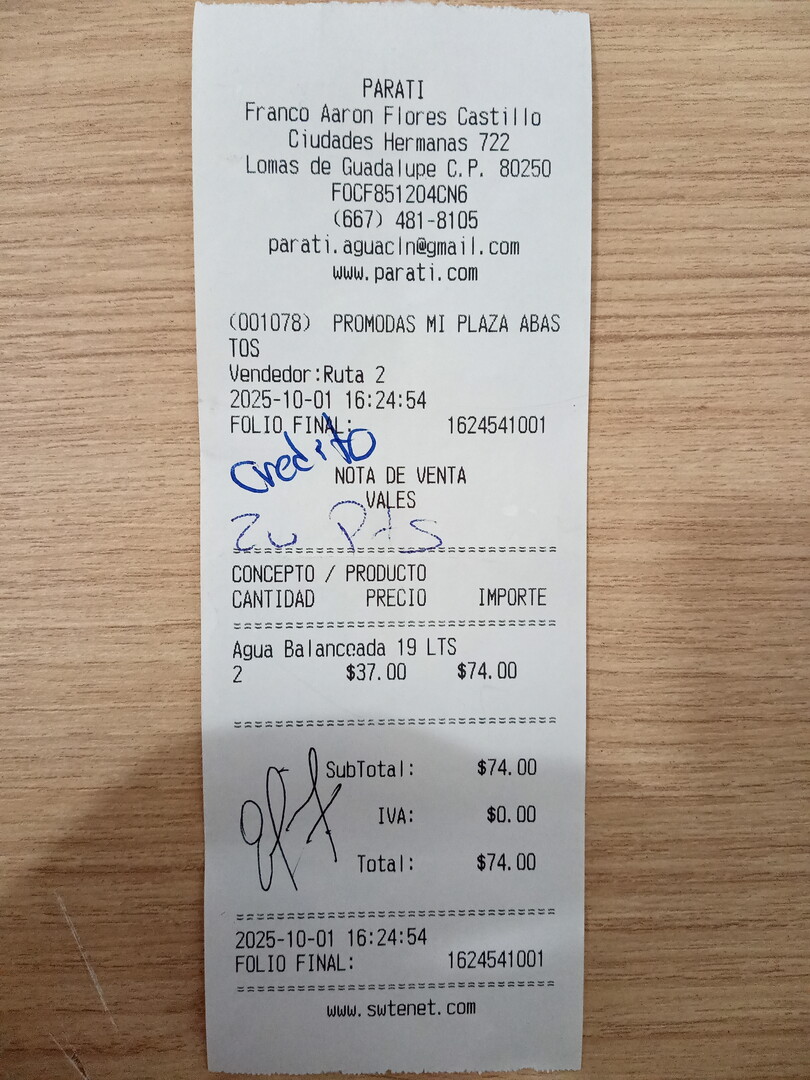 PARATI
Franco Aaron Flores Castillo
Ciudades Hermanas 722
Lomas de Guadalupe C.P. 80250
FOCF851204CN6
(667) 481-8105
parati.aguacln@gmail.com
www.parati.com
(001078) PROMODAS MI PLAZA ABAS
TOS
Vendedor:Ruta 2
2025-10-01 16:24:54
FOLIO FINAL: 1624541001
credito
NOTA DE VENTA
VALES
Pts
CONCEPTO / PRODUCTO
CANTIDAD PRECIO IMPORTE
Agua Balanceada 19 LTS
2 $37.00 $74.00
SubTotal: $74.00
IVA: $0.00
Total: $74.00
2025-10-01 16:24:54
FOLIO FINAL: 1624541001
www.swtenet.com